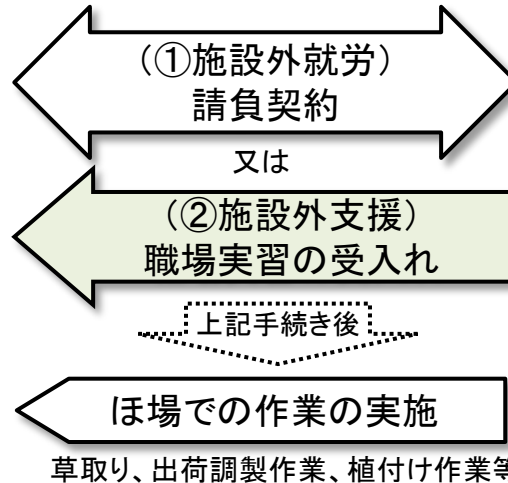 (①施設外就労)
請負契約
又は
(②施設外支援)
職場実習の受入れ
上記手続き後
ほ場での作業の実施
草取り、出荷調製作業、植付け作業等